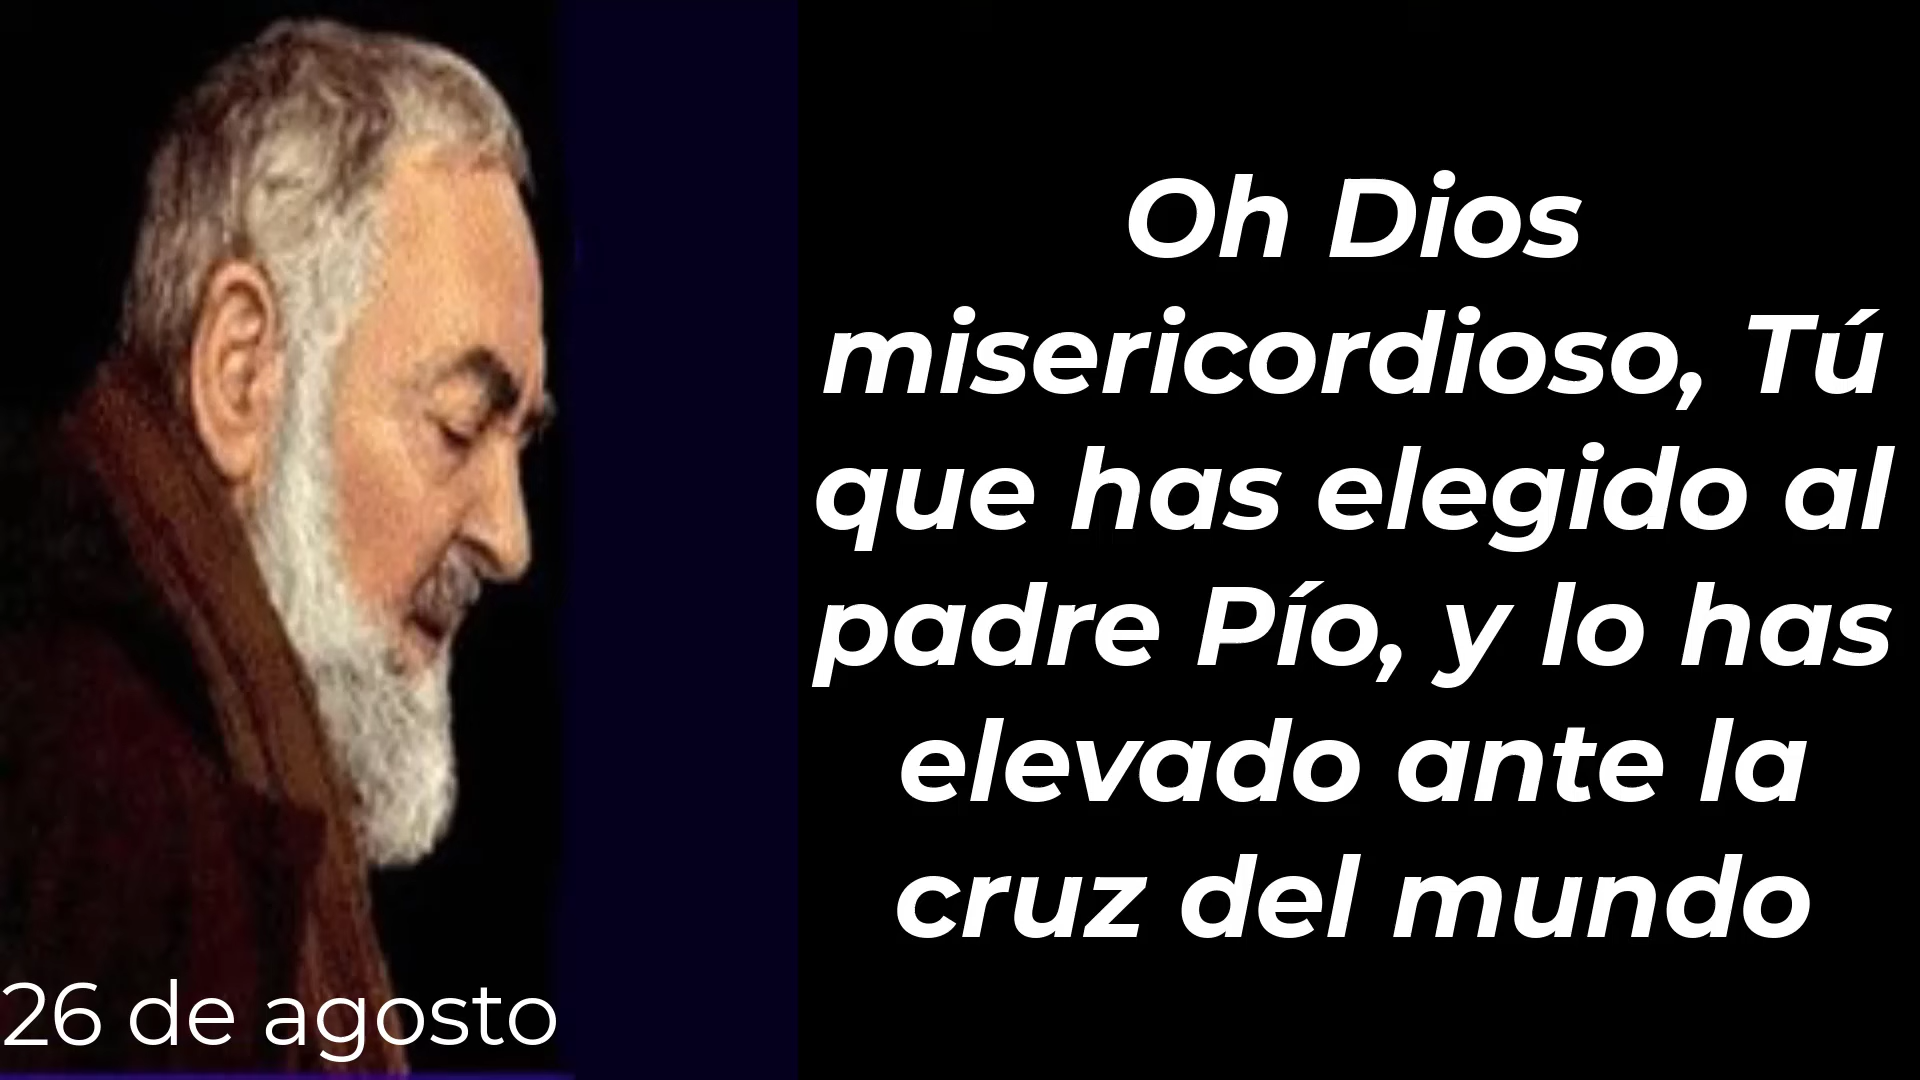 Oh Dios
misericordioso, Tú
que has elegido al
padre Pío, y lo has
elevado ante la
cruz del mundo
26 de agosto